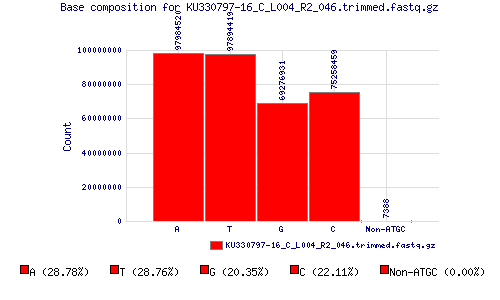 Base composition for KU330797-16_C_L004_R2_046.trimmed.fastq.gz
97984520
97894419
69276931
75258459
7388
100000000
80000000
60000000
40000000
20000000
0
Count
A T G C Non-ATGC
KU330797-16_C_L004_R2_046.trimmed.fastq.gz
A (28.78%) T (28.76%) G (20.35%) C (22.11%) Non-ATGC (0.00%)